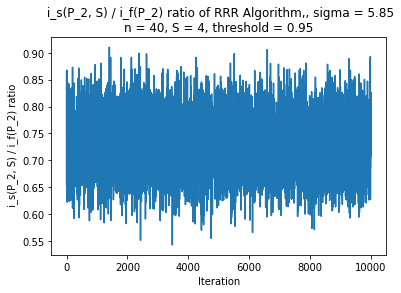 i_s(P_2, S) / i_f(P_2) ratio of RRR Algorithm,, sigma = 5.85
n = 40, S = 4, threshold = 0.95
i_s(P_2, S) / i_f(P_2) ratio
0.90
0.85
0.80
0.75
0.70
0.65
0.60
0.55
0 2000 4000 6000 8000 10000
Iteration